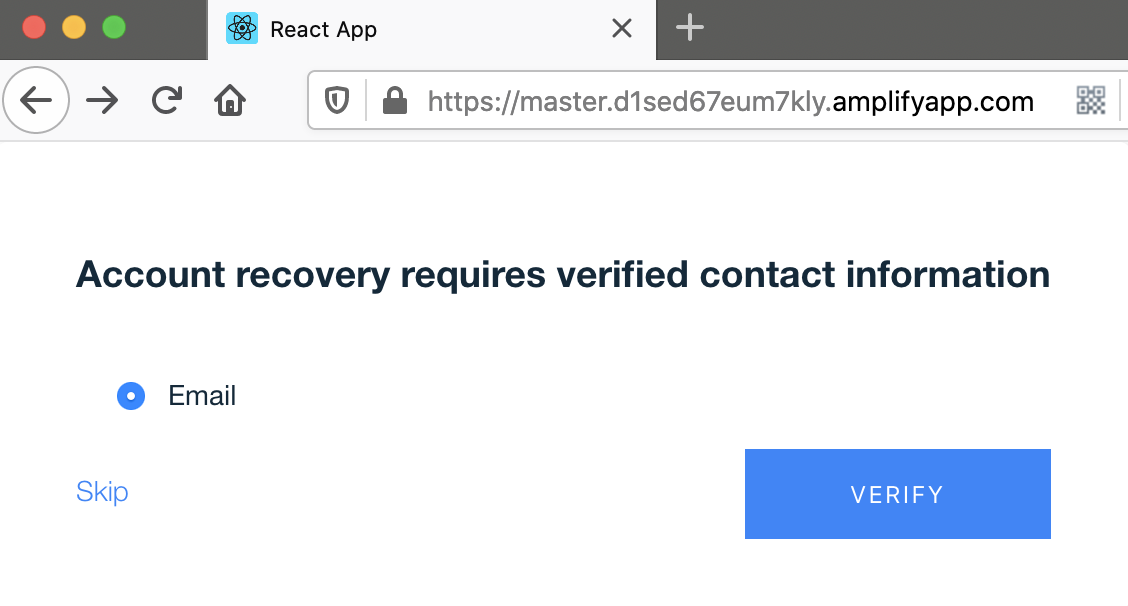 React App
https://master.d1sed67eum7kly.amplifyapp.com
Account recovery requires verified contact information
Email
Skip
VERIFY